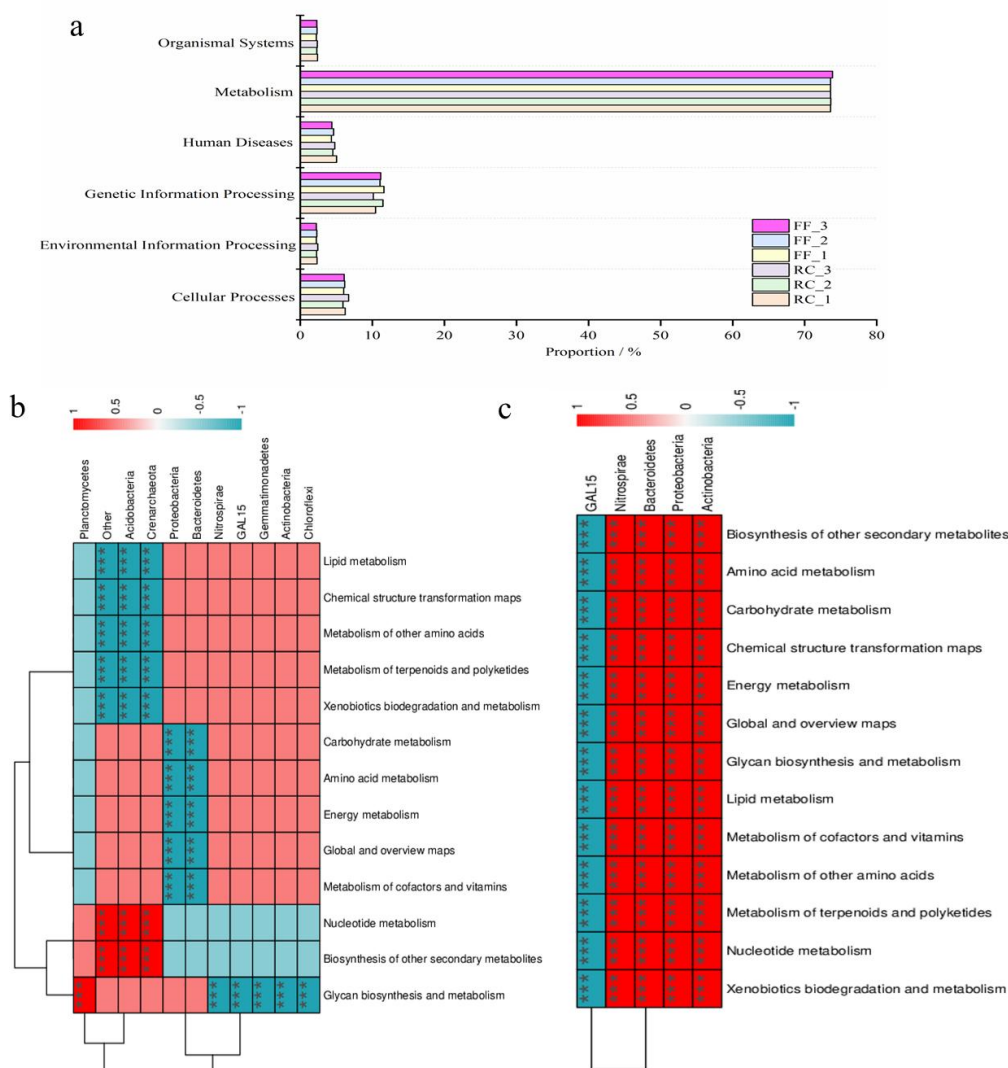 a
Organismal Systems
Metabolism
Human Diseases
Genetic Information Processing
Environmental Information Processing
Cellular Processes
FF_3
FF_2
FF_1
RC_3
RC_2
RC_1
0 10 20 30 40 50 60 70 80
Proportion / %
b
1 0.5 0 -0.5 -1
Planctomycetes
Other
Acidobacteria
Crenarchaeota
Proteobacteria
Bacteroidetes
Nitrospirae
GAL15
Gemmatimonadetes
Actinobacteria
Chloroflexi
Lipid metabolism
Chemical structure transformation maps
Metabolism of other amino acids
Metabolism of terpenoids and polyketides
Xenobiotics biodegradation and metabolism
Carbohydrate metabolism
Amino acid metabolism
Energy metabolism
Global and overview maps
Metabolism of cofactors and vitamins
Nucleotide metabolism
Biosynthesis of other secondary metabolites
Glycan biosynthesis and metabolism
c
1 0.5 0 -0.5 -1
GAL15
Nitrospirae
Bacteroidetes
Proteobacteria
Actinobacteria
Biosynthesis of other secondary metabolites
Amino acid metabolism
Carbohydrate metabolism
Chemical structure transformation maps
Energy metabolism
Global and overview maps
Glycan biosynthesis and metabolism
Lipid metabolism
Metabolism of cofactors and vitamins
Metabolism of other amino acids
Metabolism of terpenoids and polyketides
Nucleotide metabolism
Xenobiotics biodegradation and metabolism